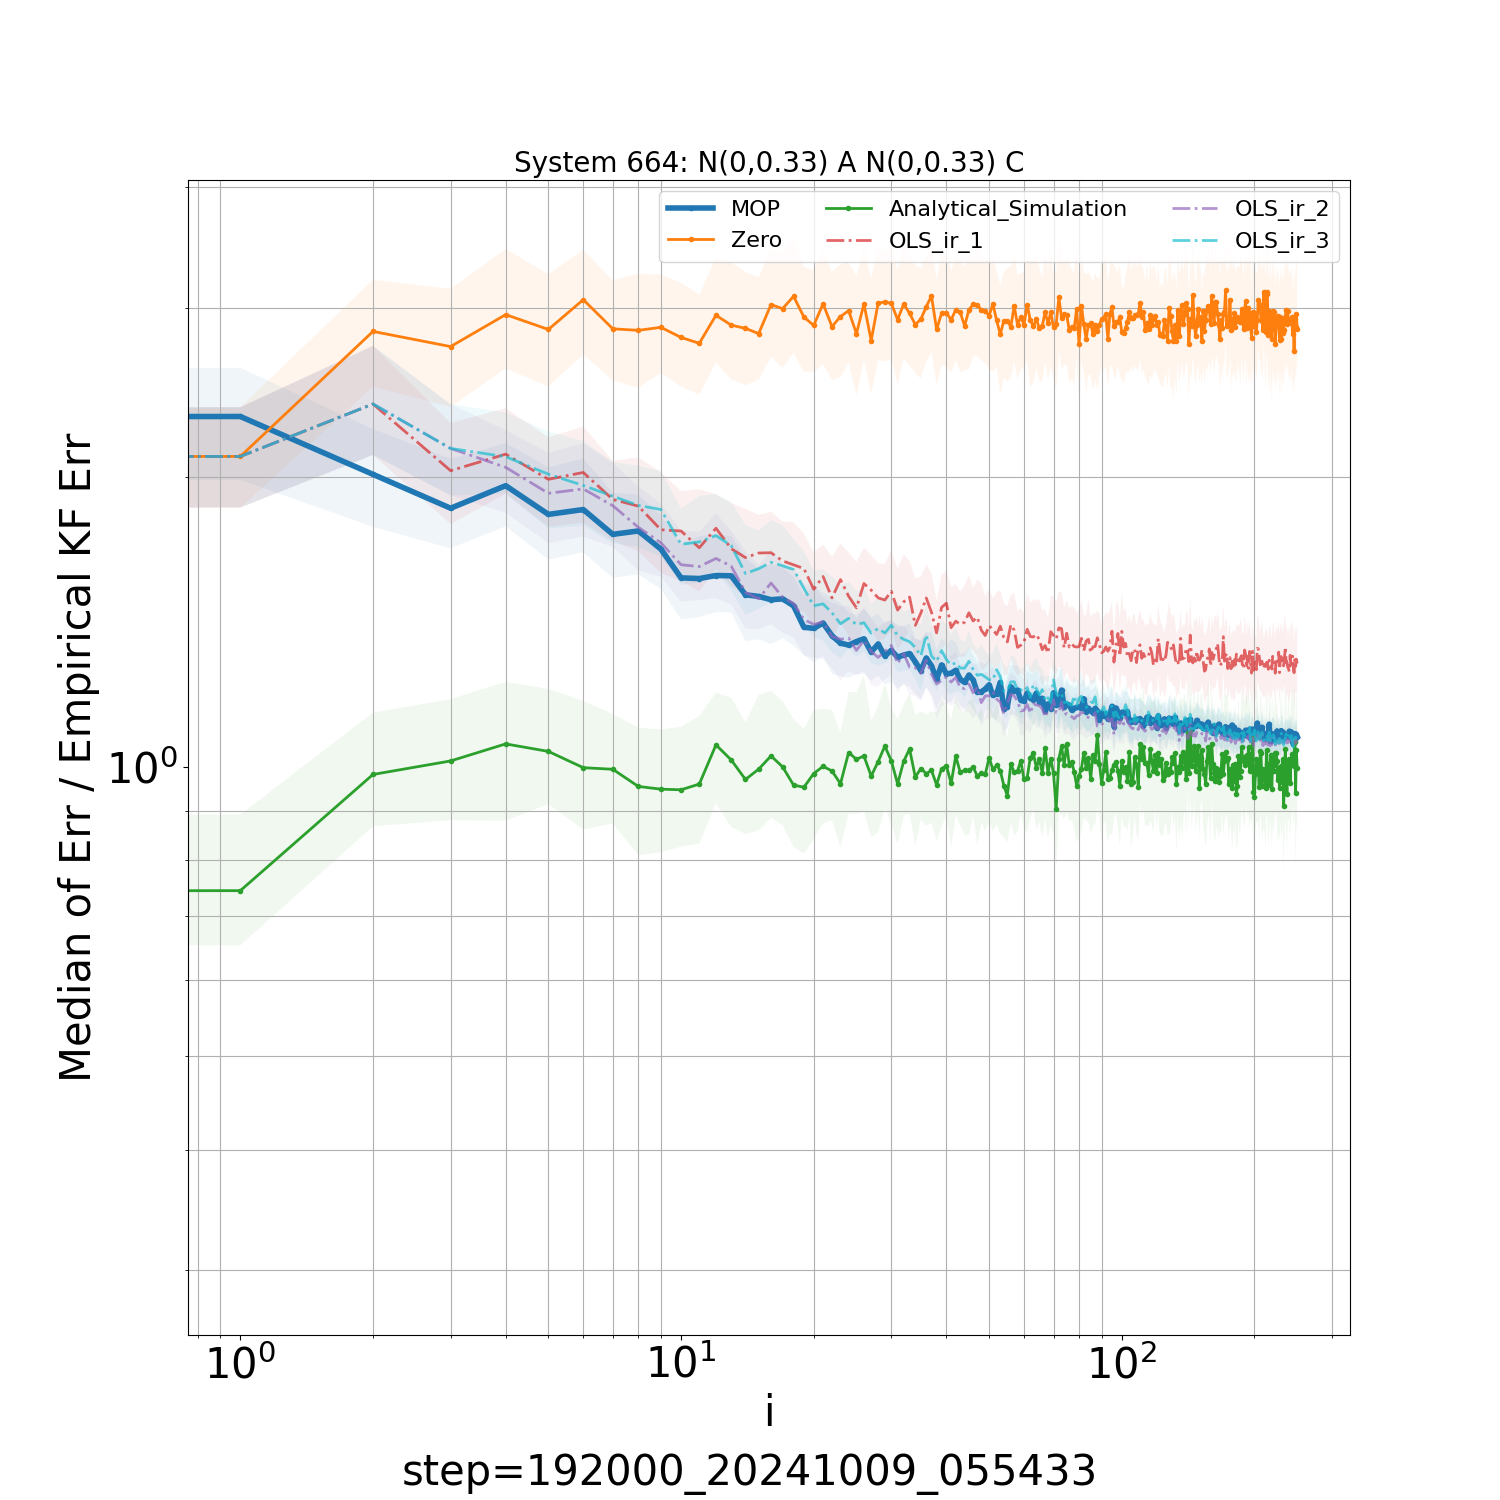 System 664: N(0,0.33) A N(0,0.33) C
MOP
Zero
Analytical_Simulation
OLS_ir_1
OLS_ir_2
OLS_ir_3
Median of Err / Empirical KF Err
10⁰
10⁰ 10¹ 10²
i
step=192000_20241009_055433